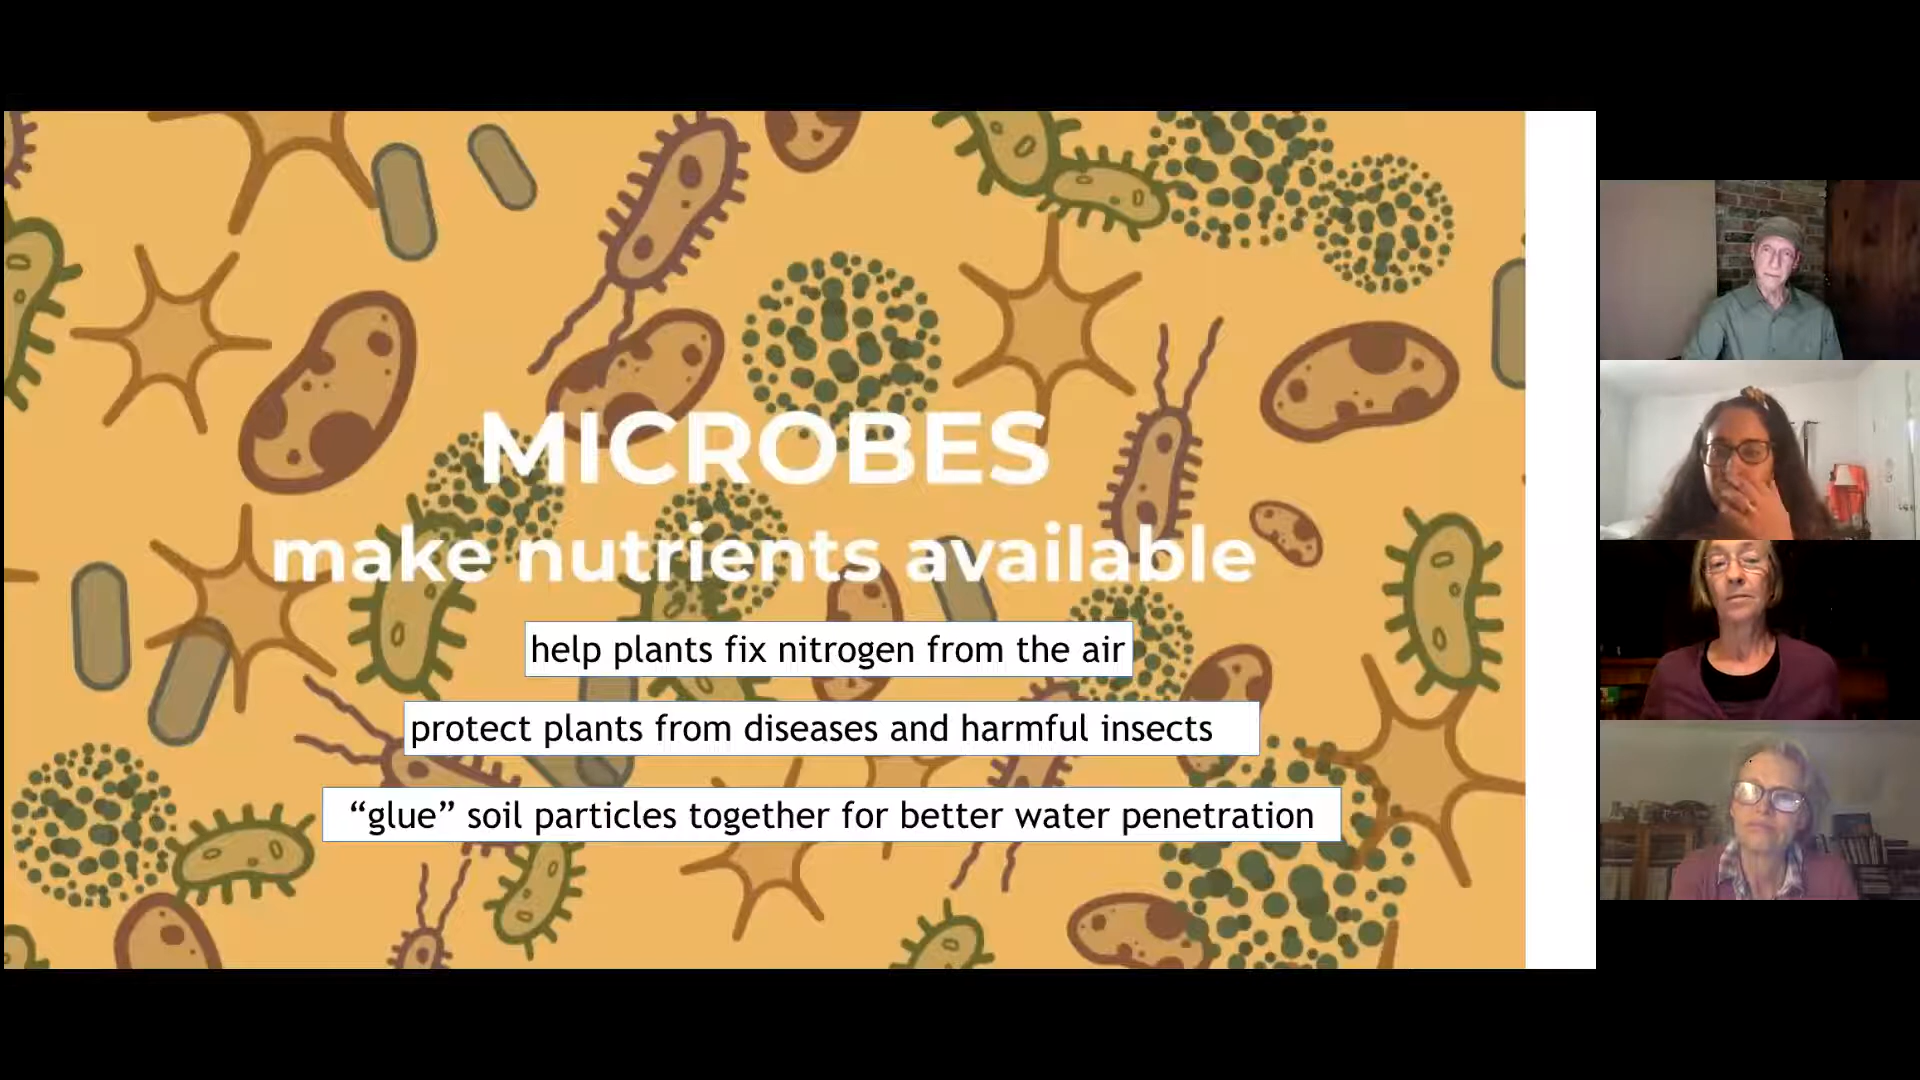 MICROBES
make nutrients available
help plants fix nitrogen from the air
protect plants from diseases and harmful insects
“glue” soil particles together for better water penetration